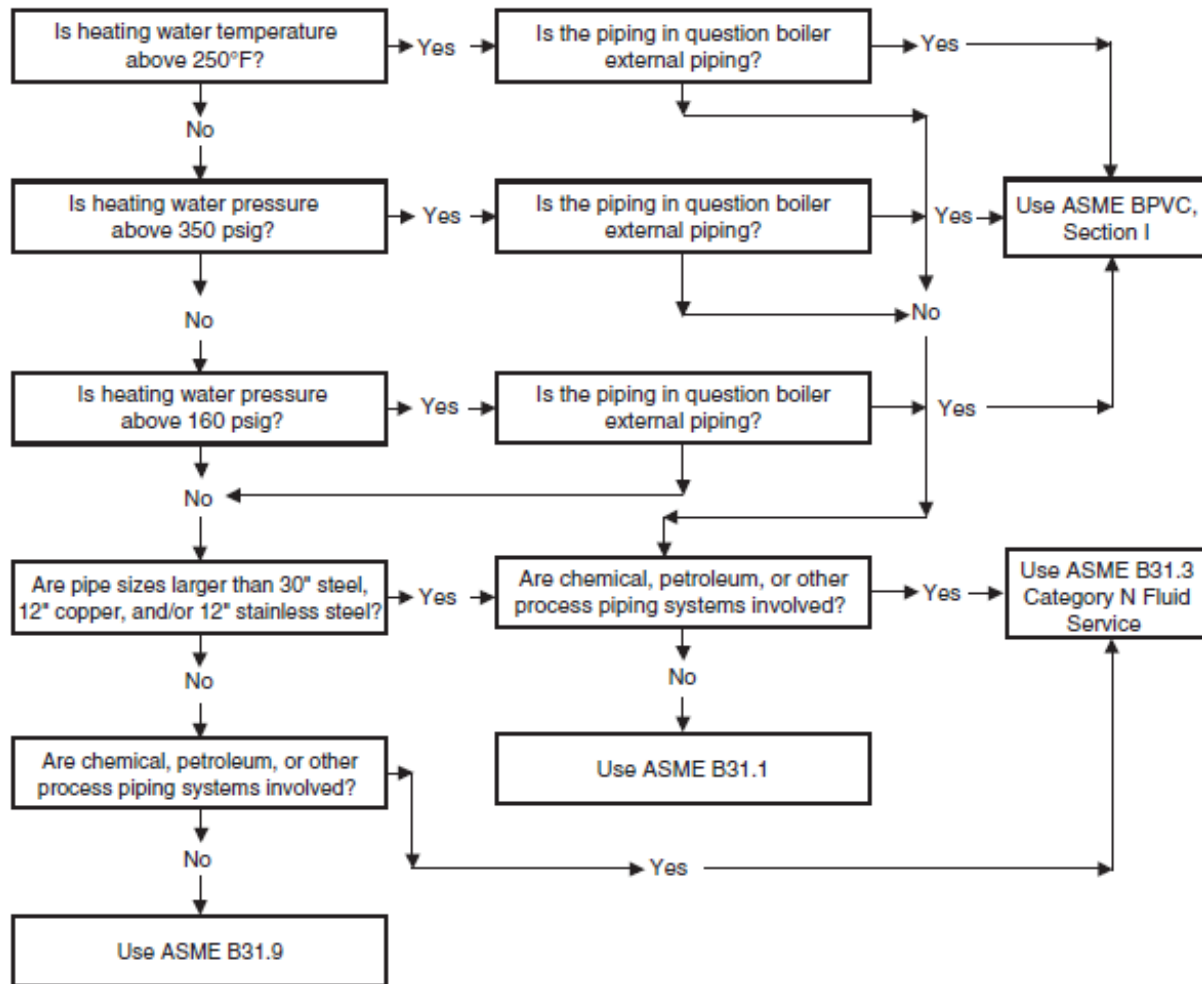 Is heating water temperature
above 250°F?
Yes
Is the piping in question boiler
external piping?
Yes
No
Is heating water pressure
above 350 psig?
Yes
Is the piping in question boiler
external piping?
Yes
Use ASME BPVC,
Section I
No
No
Is heating water pressure
above 160 psig?
Yes
Is the piping in question boiler
external piping?
Yes
No
Are pipe sizes larger than 30" steel,
12" copper, and/or 12" stainless steel?
Yes
Are chemical, petroleum, or other
process piping systems involved?
Yes
Use ASME B31.3
Category N Fluid
Service
No
No
Are chemical, petroleum, or other
process piping systems involved?
Use ASME B31.1
No
Yes
Use ASME B31.9